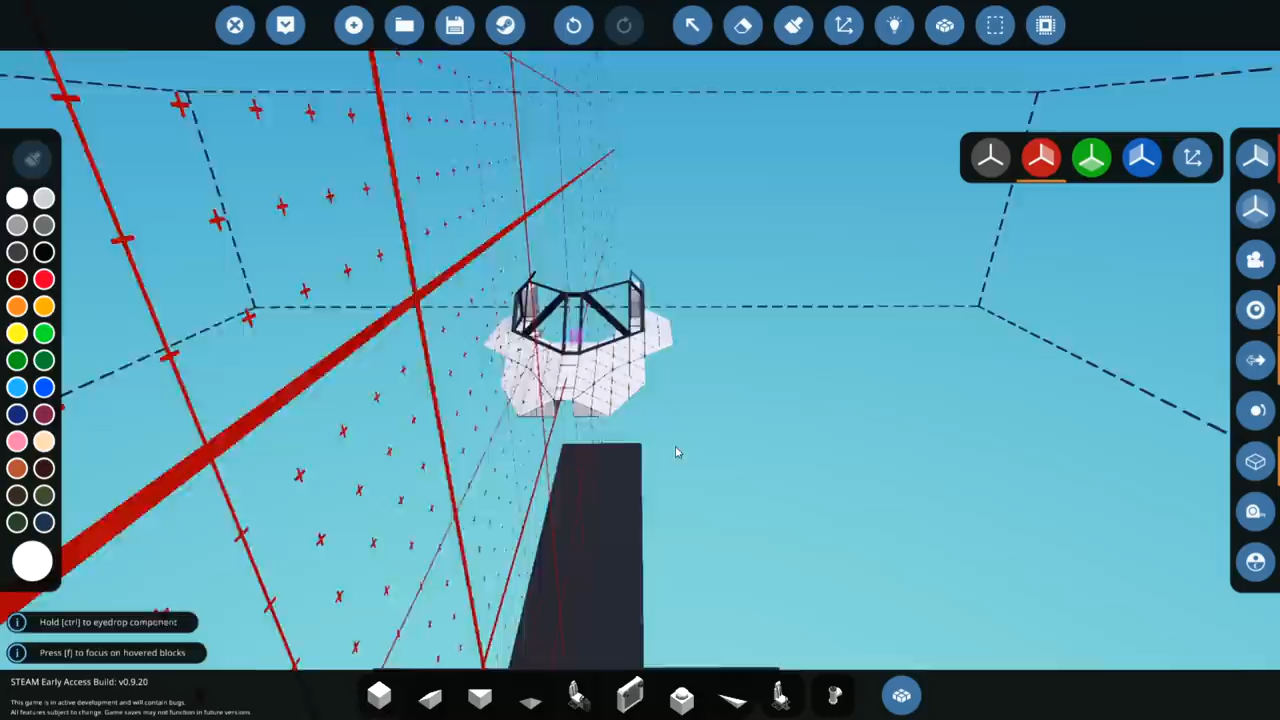 Hold [ctrl] to eyedrop component
Press [f] to focus on hovered blocks
STEAM Early Access Build: v0.9.20
This game is in active development and will contain bugs.
All features subject to change. Game saves may not function in future versions.